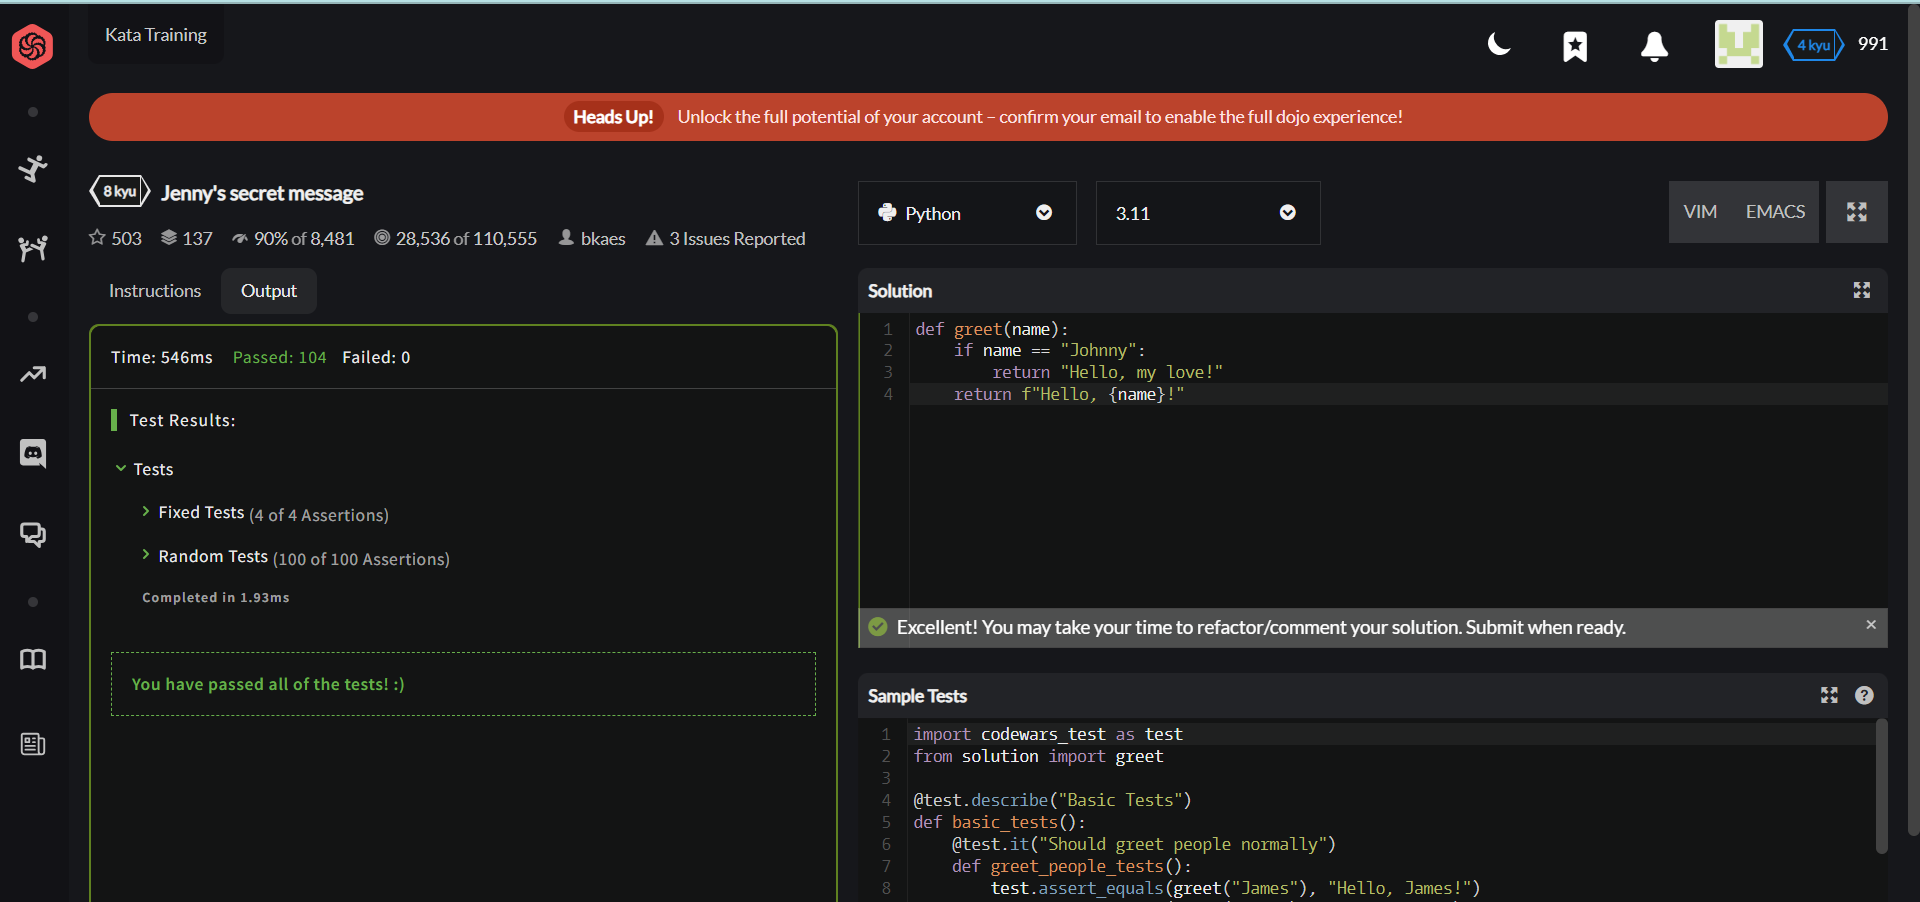 Kata Training
4 kyu
991
Heads Up! Unlock the full potential of your account – confirm your email to enable the full dojo experience!
8 kyu Jenny's secret message
503 137 90% of 8,481 28,536 of 110,555 bkaes 3 Issues Reported
Python
3.11
VIM EMACS
Instructions
Output
Time: 546ms Passed: 104 Failed: 0
Test Results:
Tests
Fixed Tests (4 of 4 Assertions)
Random Tests (100 of 100 Assertions)
Completed in 1.93ms
You have passed all of the tests! :)
Solution
1 def greet(name):
2     if name == "Johnny":
3         return "Hello, my love!"
4     return f"Hello, {name}!"
Excellent! You may take your time to refactor/comment your solution. Submit when ready.
Sample Tests
1 import codewars_test as test
2 from solution import greet
3
4 @test.describe("Basic Tests")
5 def basic_tests():
6     @test.it("Should greet people normally")
7     def greet_people_tests():
8         test.assert_equals(greet("James"), "Hello, James!")